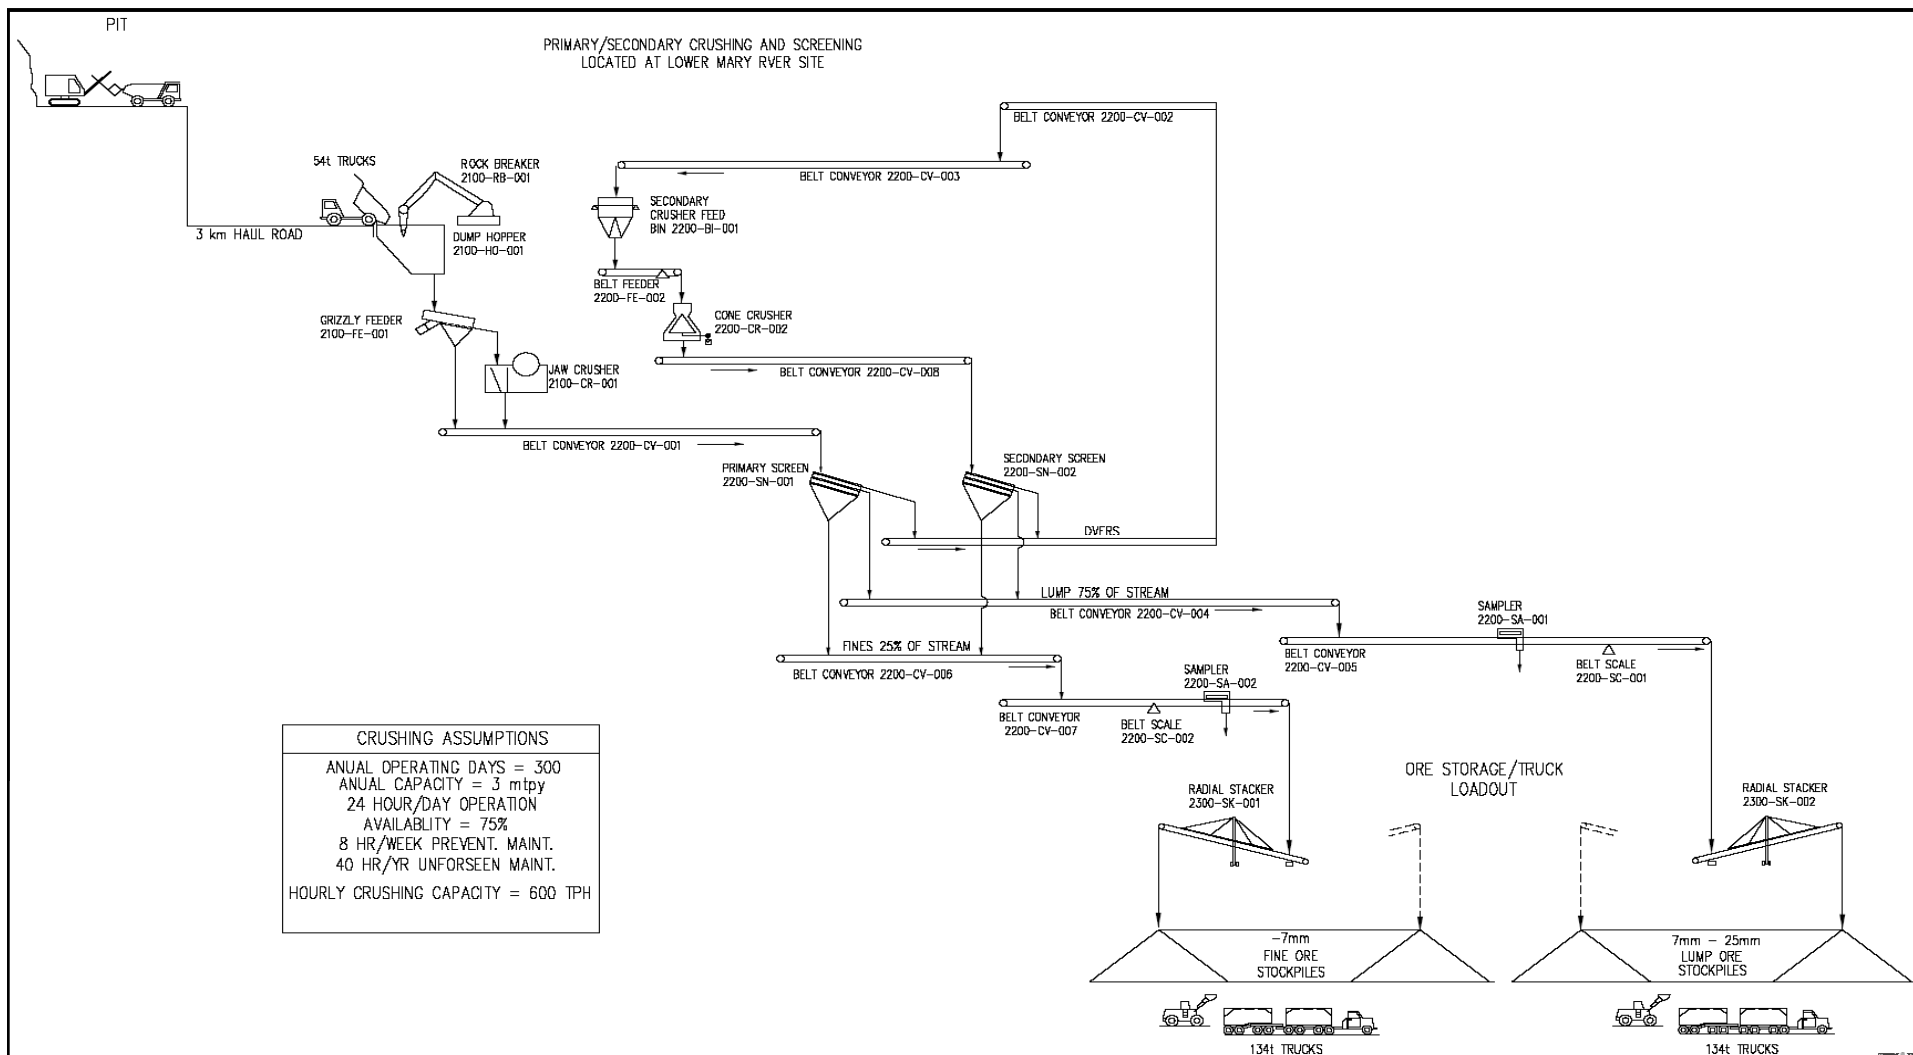 PIT
PRIMARY/SECONDARY CRUSHING AND SCREENING
LOCATED AT LOWER MARY RVER SITE
BELT CONVEYOR 2200-CV-002
54t TRUCKS
ROCK BREAKER
2100-RB-001
BELT CONVEYOR 2200-CV-003
SECONDARY
CRUSHER FEED
BIN 2200-BI-001
3 km HAUL ROAD
DUMP HOPPER
2100-HO-001
BELT FEEDER
2200-FE-002
GRIZZLY FEEDER
2100-FE-001
CONE CRUSHER
2200-CR-002
JAW CRUSHER
2100-CR-001
BELT CONVEYOR 2200-CV-008
BELT CONVEYOR 2200-CV-001
PRIMARY SCREEN
2200-SN-001
SECONDARY SCREEN
2200-SN-002
OVERS
LUMP 75% OF STREAM
BELT CONVEYOR 2200-CV-004
SAMPLER
2200-SA-001
FINES 25% OF STREAM
BELT CONVEYOR 2200-CV-006
BELT CONVEYOR
2200-CV-005
BELT SCALE
2200-SC-001
SAMPLER
2200-SA-002
BELT CONVEYOR
2200-CV-007
BELT SCALE
2200-SC-002
CRUSHING ASSUMPTIONS
ANUAL OPERATING DAYS = 300
ANUAL CAPACITY = 3 mtpy
24 HOUR/DAY OPERATION
AVAILABLITY = 75%
8 HR/WEEK PREVENT. MAINT.
40 HR/YR UNFORSEEN MAINT.
HOURLY CRUSHING CAPACITY = 600 TPH
ORE STORAGE/TRUCK
LOADOUT
RADIAL STACKER
2300-SK-001
RADIAL STACKER
2300-SK-002
-7mm
FINE ORE
STOCKPILES
7mm - 25mm
LUMP ORE
STOCKPILES
134t TRUCKS
134t TRUCKS